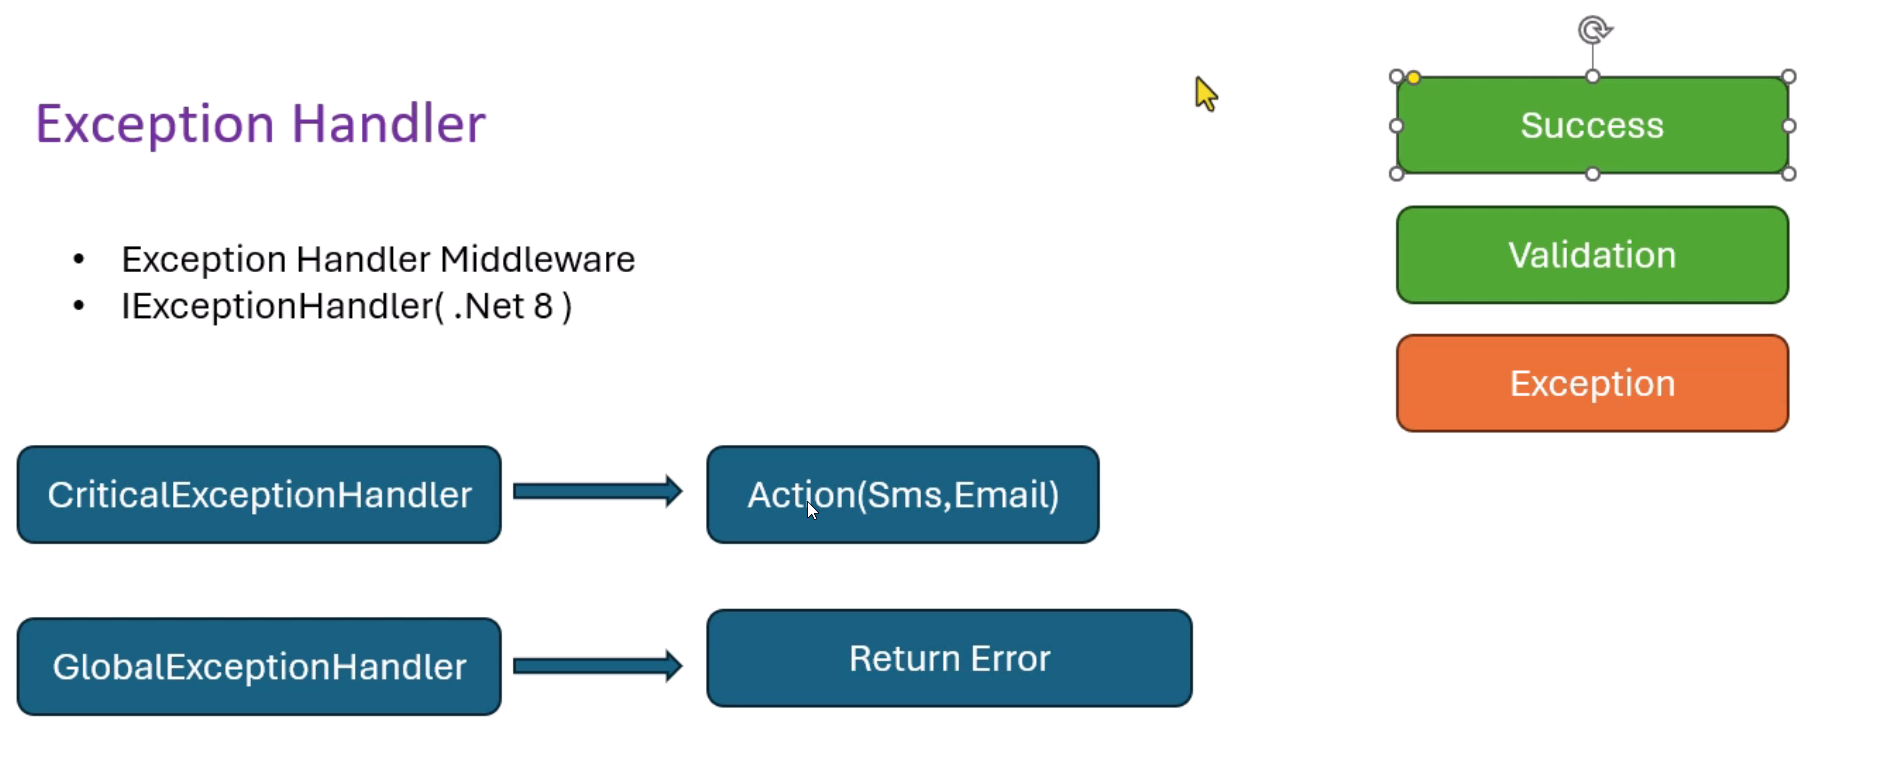 Exception Handler
• Exception Handler Middleware
• IExceptionHandler( .Net 8 )
Success
Validation
Exception
CriticalExceptionHandler
Action(Sms,Email)
GlobalExceptionHandler
Return Error